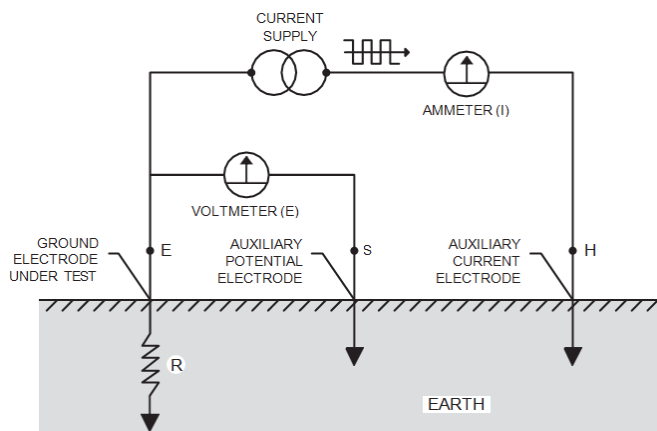 CURRENT
SUPPLY
AMMETER (I)
VOLTMETER (E)
GROUND
ELECTRODE
UNDER TEST
E
AUXILIARY
POTENTIAL
ELECTRODE
S
AUXILIARY
CURRENT
ELECTRODE
H
R
EARTH